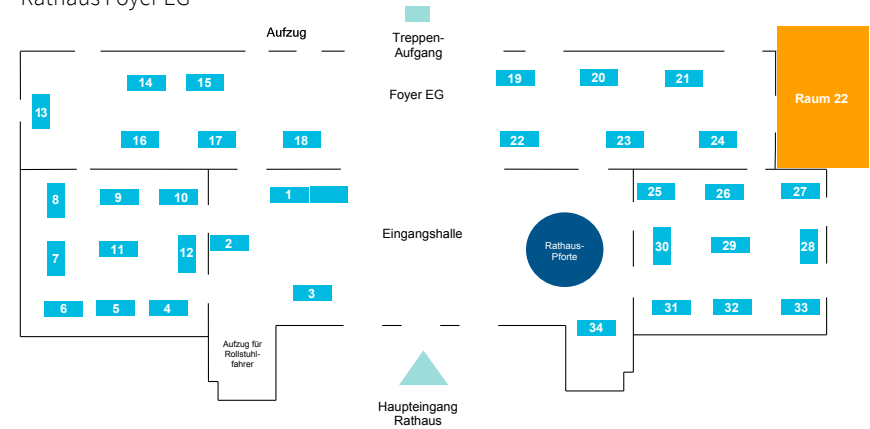 Rathaus Foyer EG
Aufzug
Treppen-
Aufgang
Foyer EG
14
15
13
16
17
18
19
20
21
22
23
24
Raum 22
8
9
10
1
2
3
7
11
12
6
5
4
Eingangshalle
Rathaus-
Pforte
25
26
27
30
29
28
31
32
33
34
Aufzug für
Rollstuhl-
fahrer
Haupteingang
Rathaus